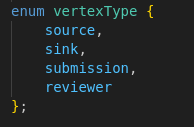 enum vertexType {
    source,
    sink,
    submission,
    reviewer
};